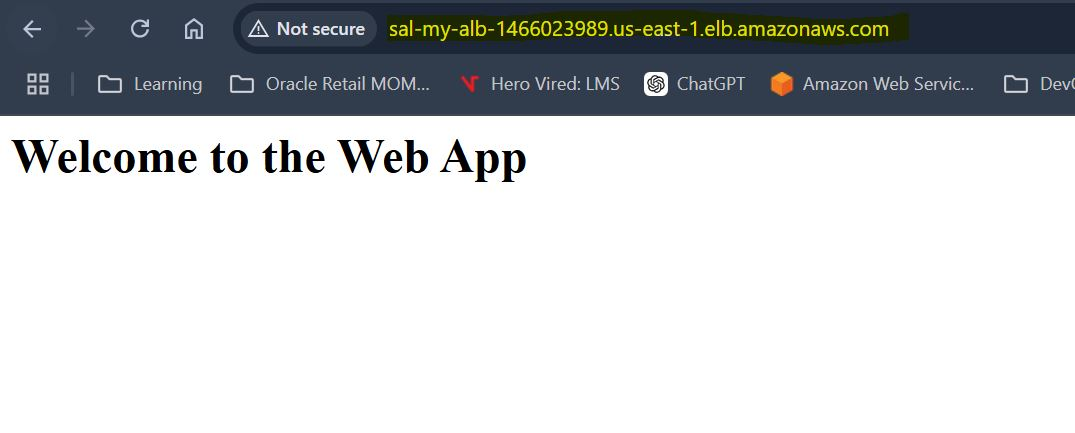 Not secure sal-my-alb-1466023989.us-east-1.elb.amazonaws.com
Learning Oracle Retail MOM... Hero Vired: LMS ChatGPT Amazon Web Servic... DevO
Welcome to the Web App